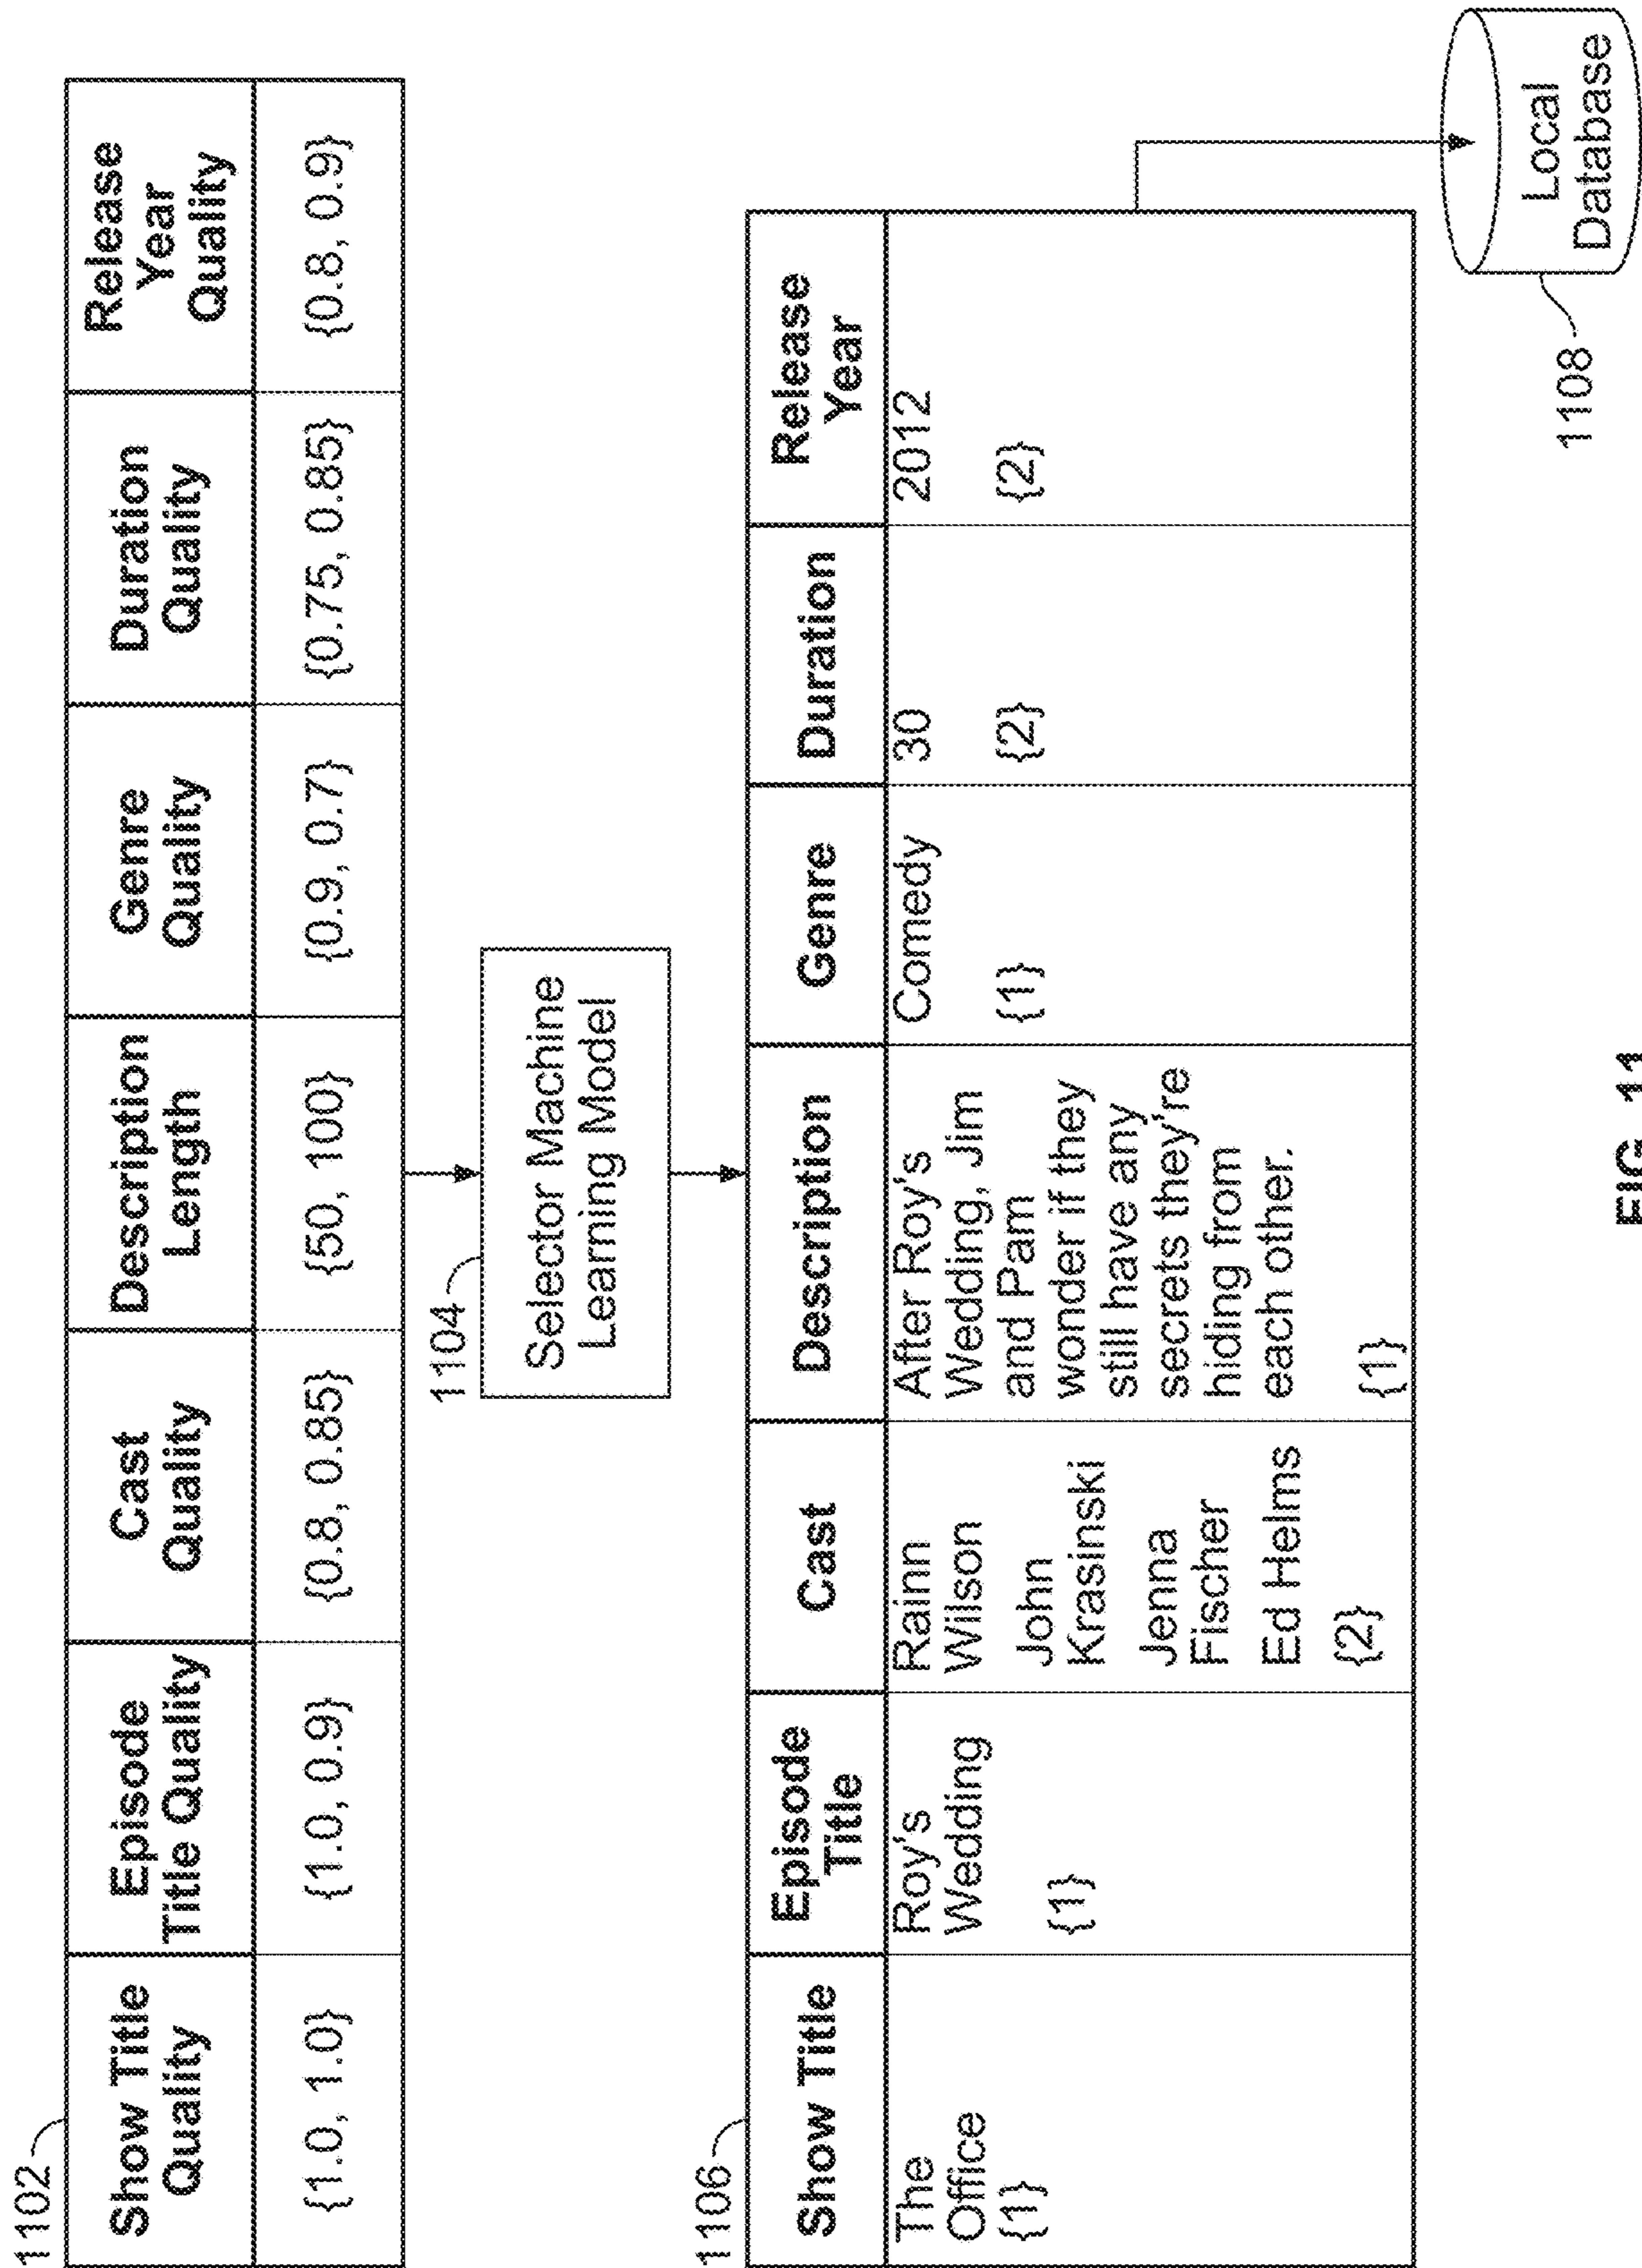 1102
Show Title
Quality
Episode
Title Quality
Cast
Quality
Description
Length
Genre
Quality
Duration
Quality
Release
Year
Quality
{1.0, 1.0}
{1.0, 0.9}
{0.8, 0.85}
{50, 100}
{0.9, 0.7}
{0.75, 0.85}
{0.8, 0.9}
1104
Selector Machine
Learning Model
1106
Show Title
Episode
Title
Cast
Description
Genre
Duration
Release
Year
The
Office
{1}
Roy's
Wedding
{1}
Rainn
Wilson
John
Krasinski
Jenna
Fischer
Ed Helms
{2}
After Roy's
Wedding, Jim
and Pam
wonder if they
still have any
secrets they're
hiding from
each other.
{1}
Comedy
{1}
30
{2}
2012
{2}
1108
Local
Database
FIG. 11